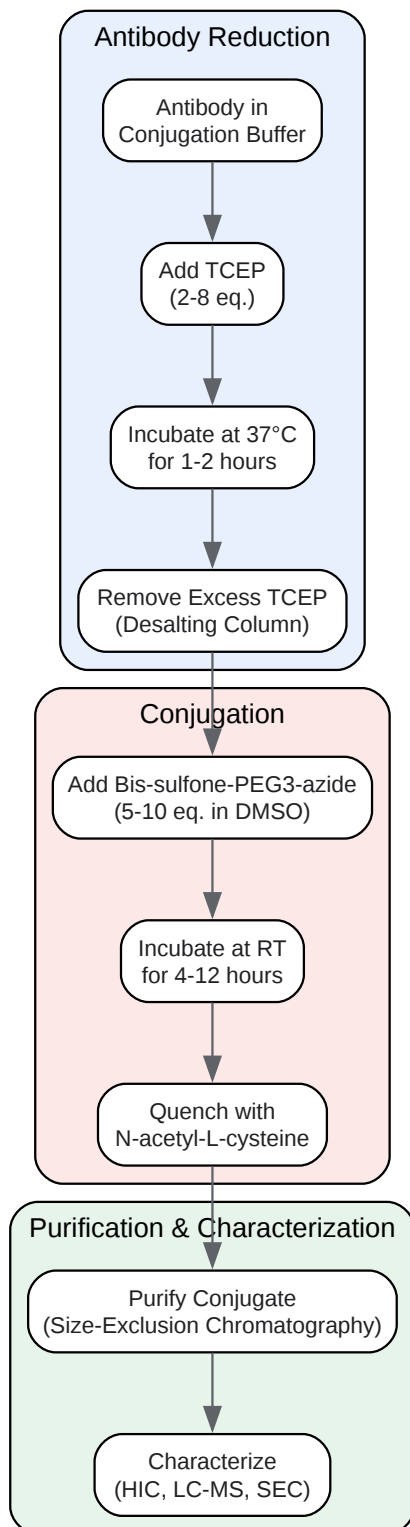 Antibody Reduction
Antibody in
Conjugation Buffer
Add TCEP
(2-8 eq.)
Incubate at 37°C
for 1-2 hours
Remove Excess TCEP
(Desalting Column)
Conjugation
Add Bis-sulfone-PEG3-azide
(5-10 eq. in DMSO)
Incubate at RT
for 4-12 hours
Quench with
N-acetyl-L-cysteine
Purification & Characterization
Purify Conjugate
(Size-Exclusion Chromatography)
Characterize
(HIC, LC-MS, SEC)